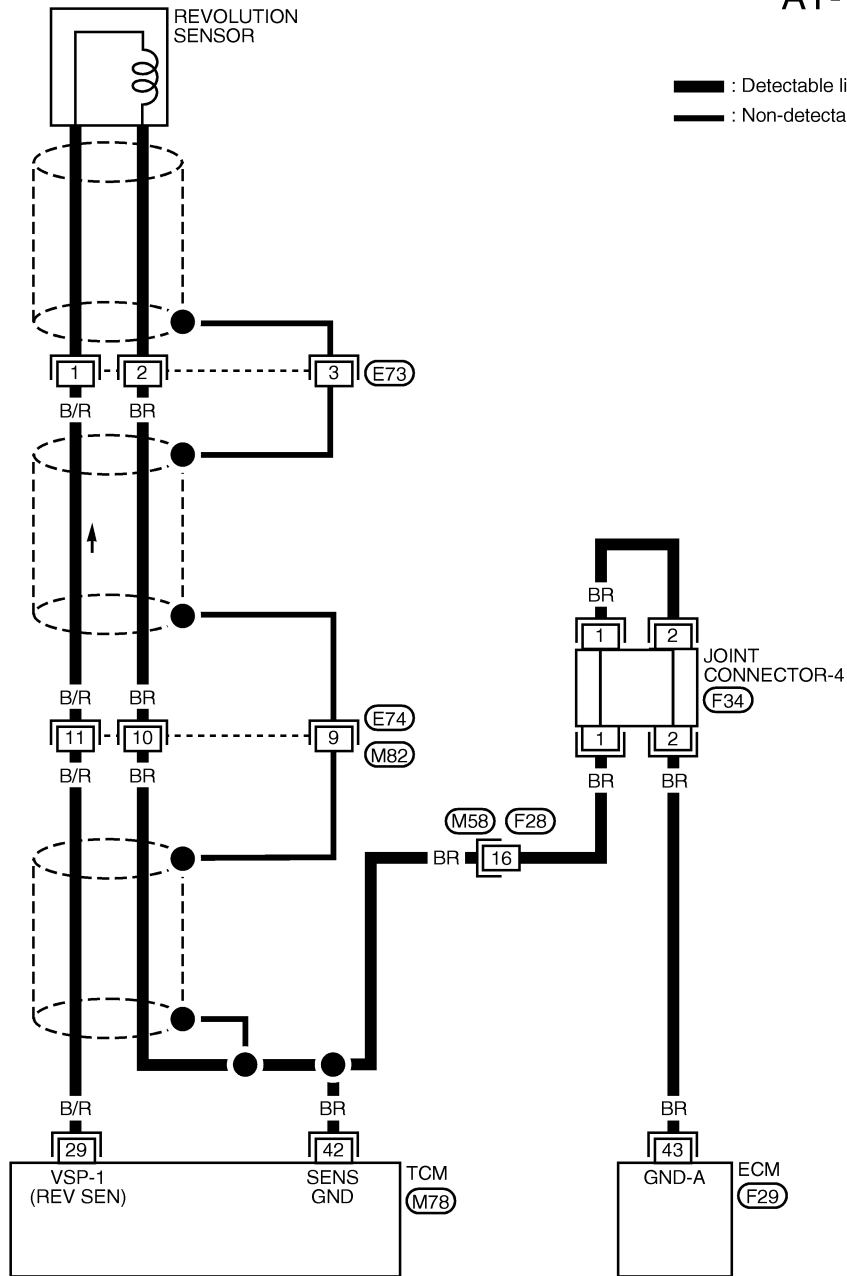 REVOLUTION
SENSOR
: Detectable li
: Non-detecta
1
2
3
E73
B/R
BR
BR
1
2
JOINT
CONNECTOR-4
F34
B/R
BR
E74
11
10
9
M82
1
2
B/R
BR
BR
BR
M58
F28
BR
16
B/R
BR
BR
29
42
43
VSP-1
(REV SEN)
SENS
GND
TCM
M78
GND-A
ECM
F29